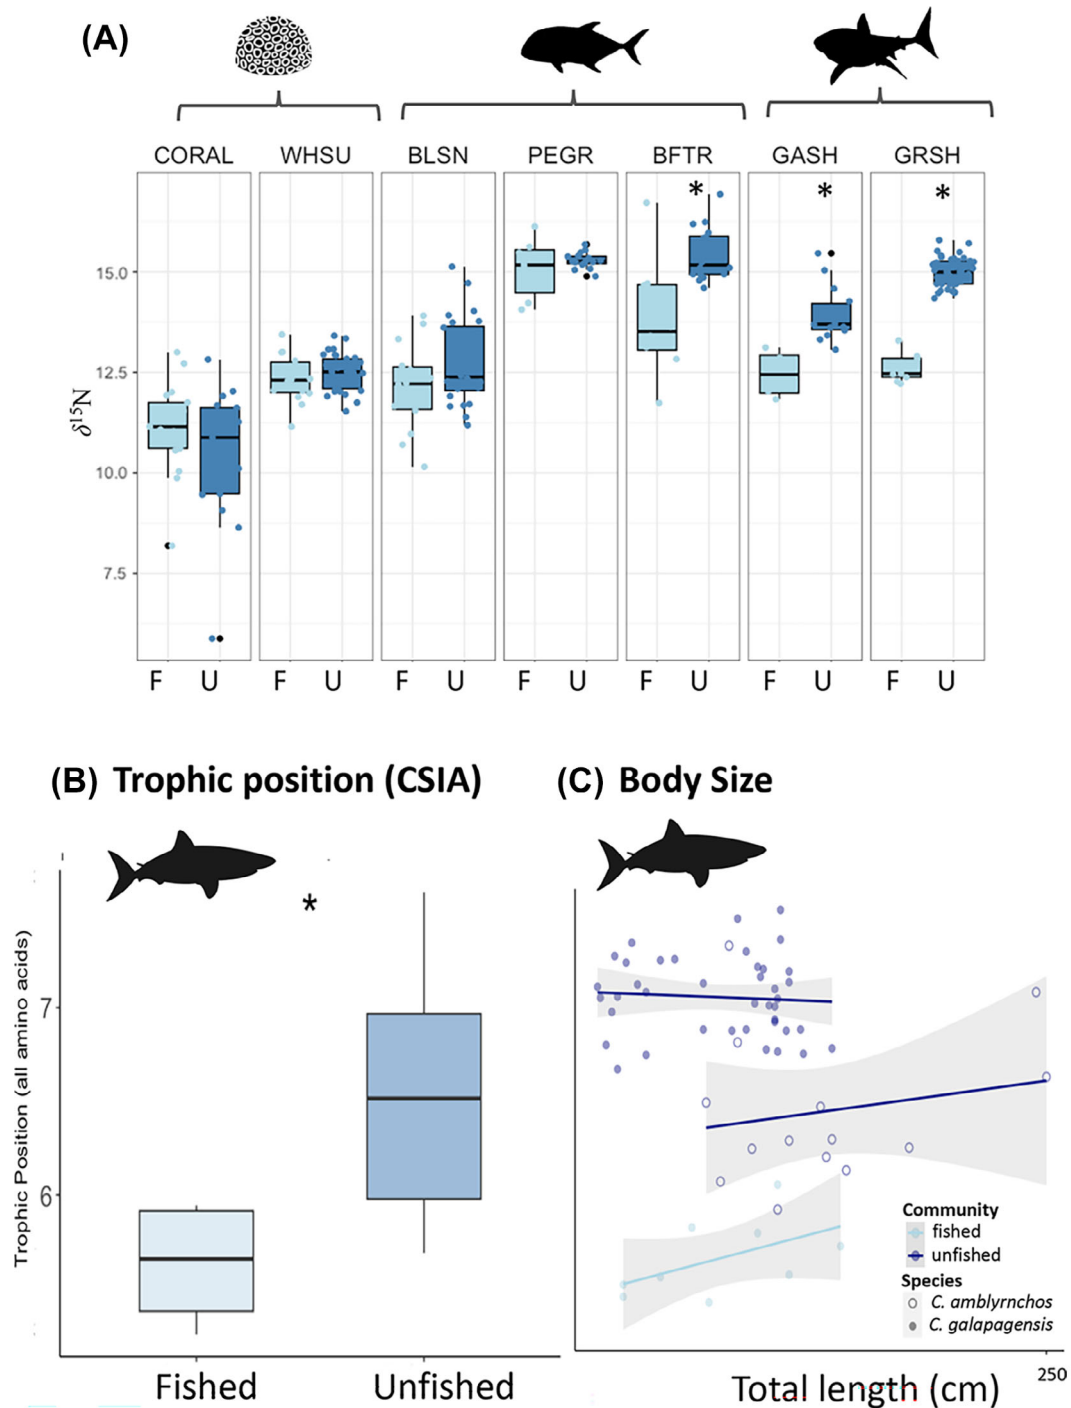 (A)
CORAL WHSU BLSN PEGR BFTR GASH GRSH
* * *
15.0
12.5
10.0
7.5
δ¹⁵N
F U F U F U F U F U F U F U
(B) Trophic position (CSIA)
*
7
6
Trophic Position (all amino acids)
Fished Unfished
(C) Body Size
Community
fished
unfished
Species
C. amblyrnchos
C. galapagensis
250
Total length (cm)